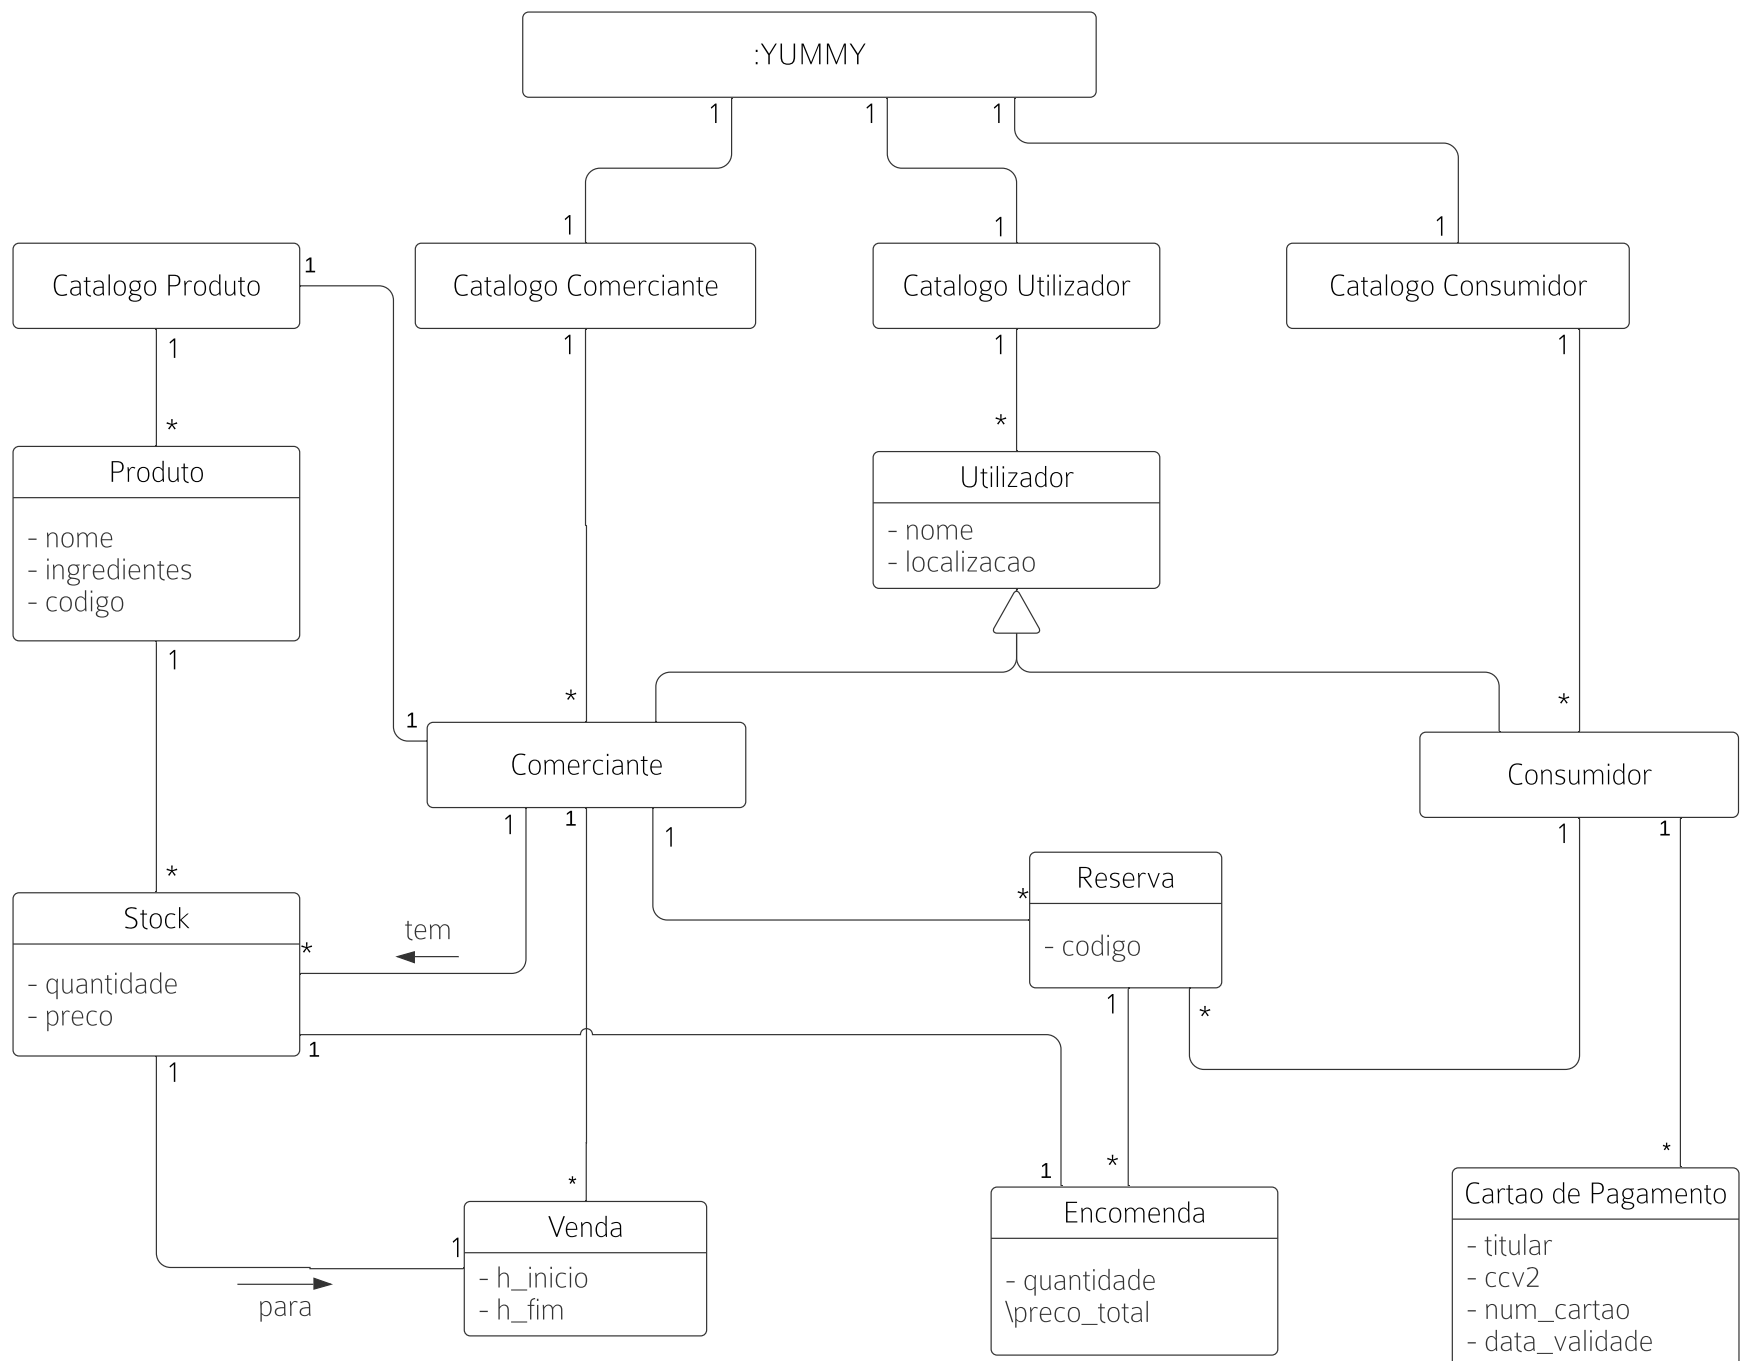 :YUMMY
1 1 1
1 1 1
Catalogo Produto
1
Catalogo Comerciante
Catalogo Utilizador
Catalogo Consumidor
1 1 1 1
* *
Produto
- nome
- ingredientes
- codigo
Utilizador
- nome
- localizacao
1
* *
1
Comerciante
Consumidor
1 1 1
1 1
*
Stock
- quantidade
- preco
*
tem
*
Reserva
- codigo
1 *
1
1
1
para
*
1
Venda
- h_inicio
- h_fim
1 *
Encomenda
- quantidade
\preco_total
*
Cartao de Pagamento
- titular
- ccv2
- num_cartao
- data_validade